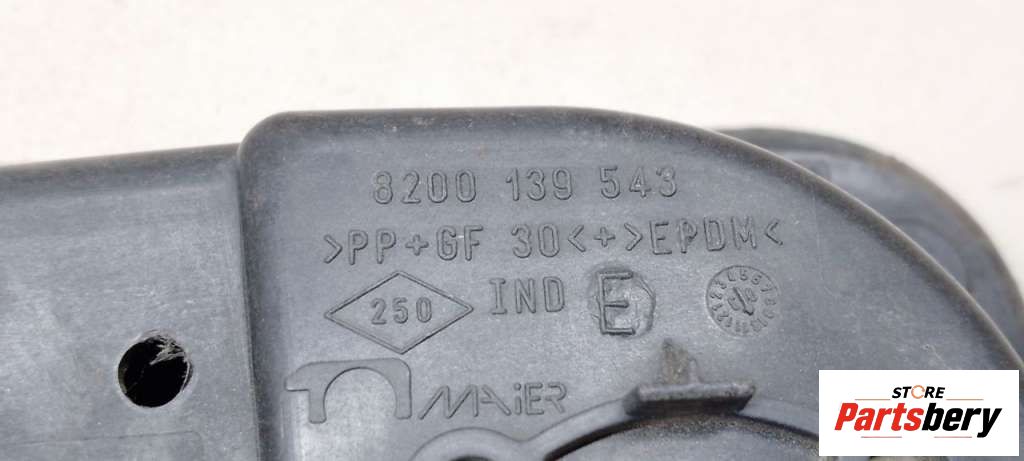 8200 139 543
>PP+GF 30<+>EPDM<
250 IND E
MAiER
STORE
Partsbery